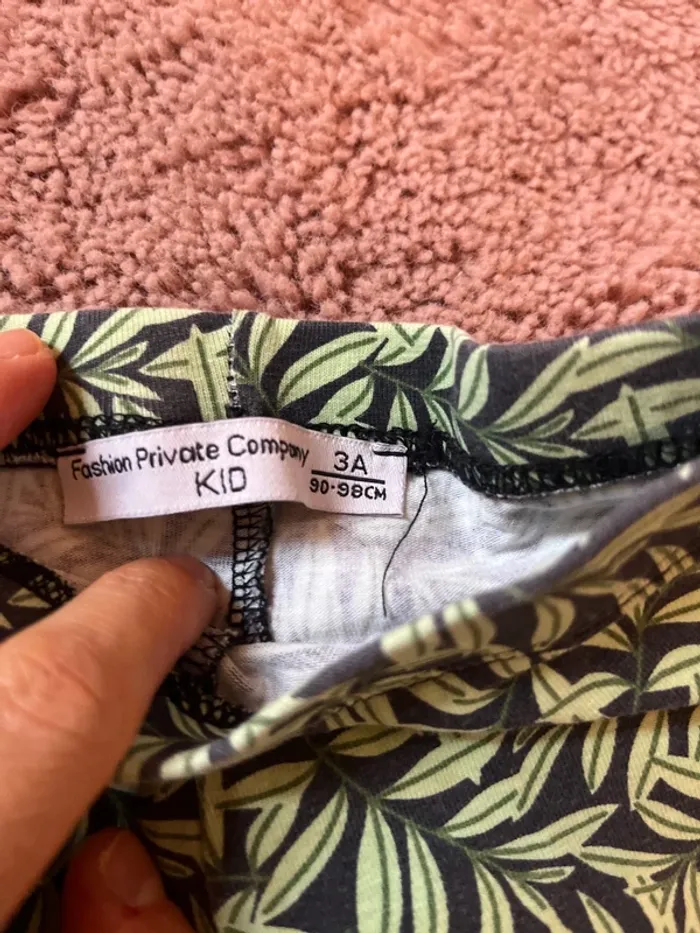 Fashion Private Company
KID
3A
90-98CM